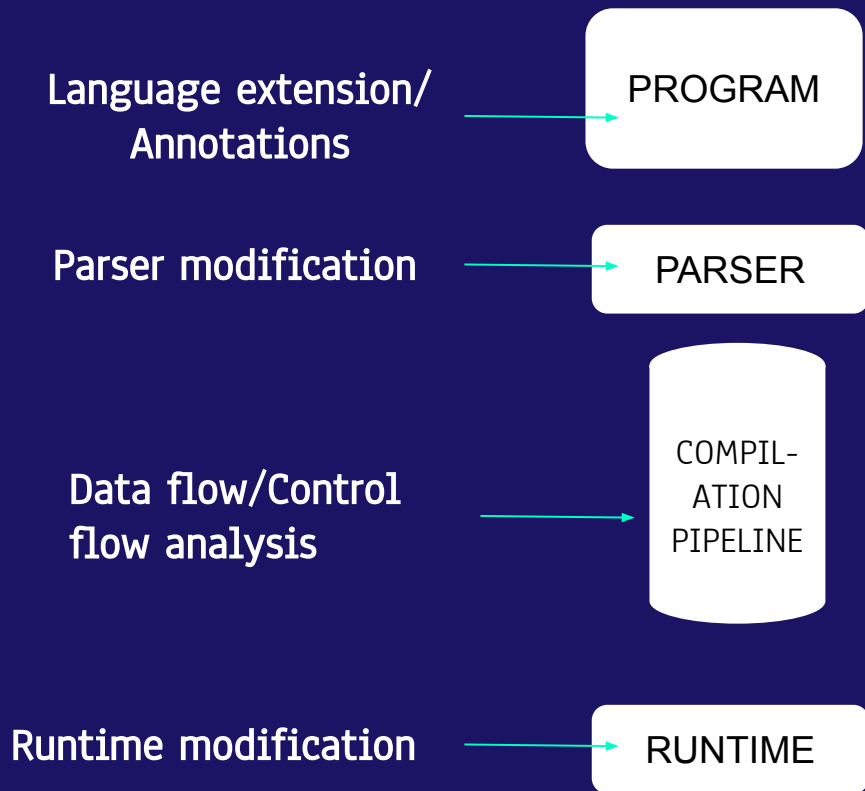 Language extension/
Annotations
PROGRAM
Parser modification
PARSER
Data flow/Control
flow analysis
COMPIL-
ATION
PIPELINE
Runtime modification
RUNTIME